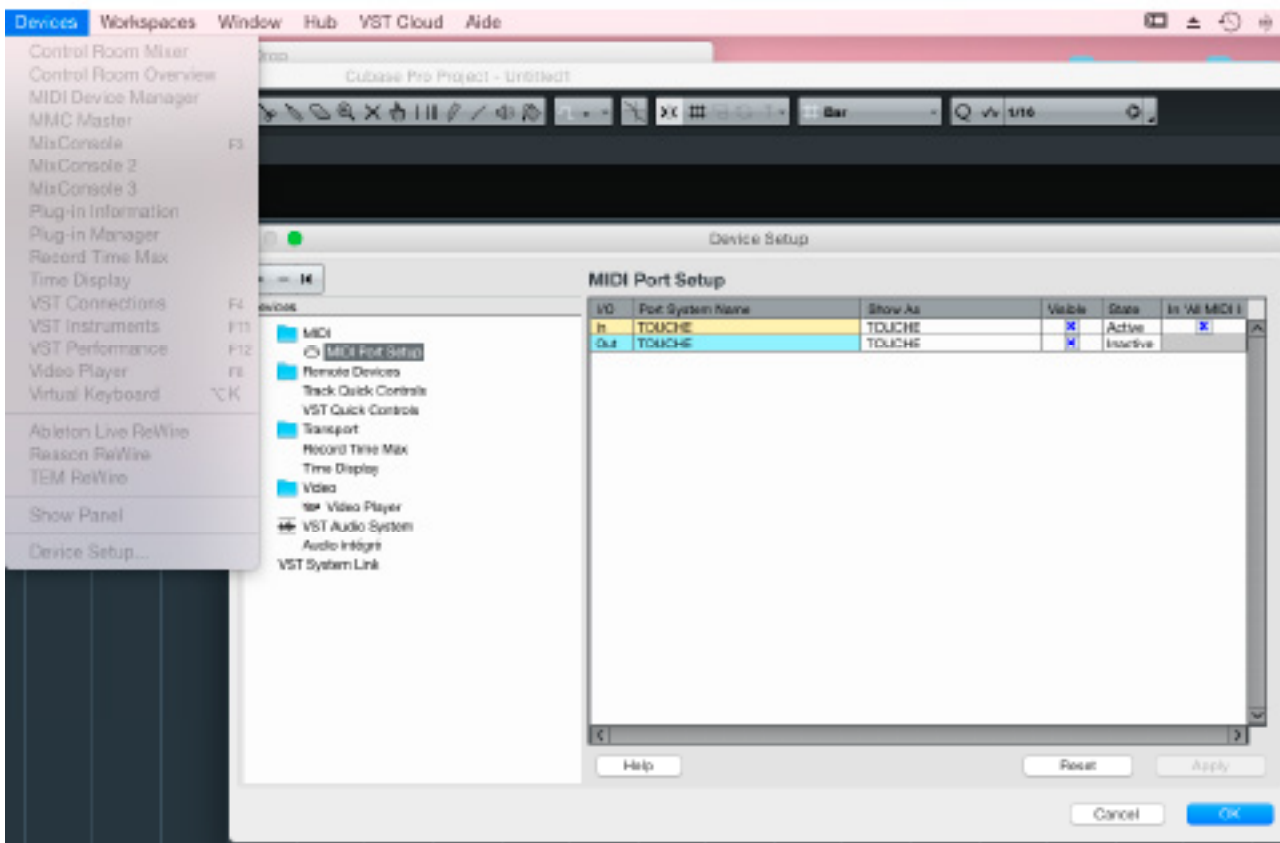 Devices Workspaces Window Hub VST Cloud Aide
Control Room Mixer
Control Room Overview
MIDI Device Manager
MMC Master
MixConsole F3
MixConsole 2
MixConsole 3
Plug-in Information
Plug-in Manager
Record Time Max
Time Display
VST Connections F4
VST Instruments F11
VST Performance F12
Video Player F8
Virtual Keyboard ⌥K
Ableton Live ReWire
Reason ReWire
TEM ReWire
Show Panel
Device Setup...
Cubase Pro Project - Untitled1
Bar
Q 1/16
Device Setup
evices
MIDI
MIDI Port Setup
Remote Devices
Track Quick Controls
VST Quick Controls
Transport
Record Time Max
Time Display
Video
Video Player
VST Audio System
Audio Intégré
VST System Link
MIDI Port Setup
I/O Port System Name Show As Visible State In 'All MIDI I
In TOUCHE TOUCHE Active
Out TOUCHE TOUCHE Inactive
Help Reset Apply
Cancel OK